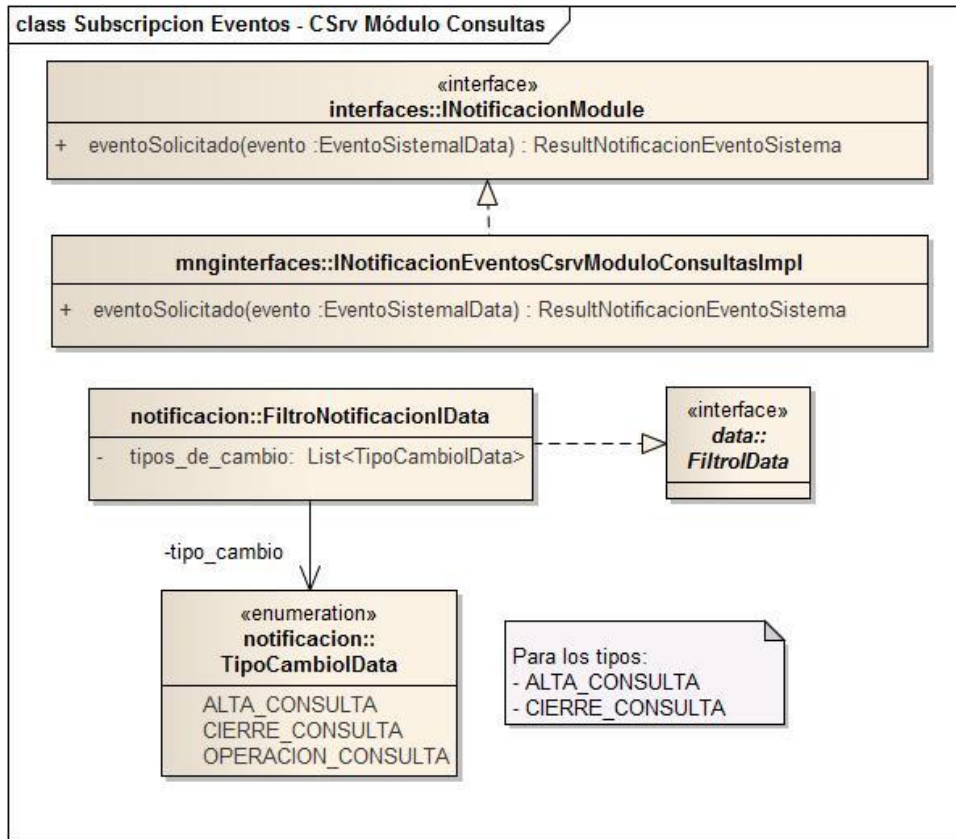 class Subscripcion Eventos - CSrv Módulo Consultas
«interface»
interfaces::INotificacionModule
+ eventoSolicitado(evento :EventoSistemaIData) : ResultNotificacionEventoSistema
mnginterfaces::INotificacionEventosCsrvModuloConsultasImpl
+ eventoSolicitado(evento :EventoSistemaIData) : ResultNotificacionEventoSistema
notificacion::FiltroNotificacionIData
- tipos_de_cambio: List<TipoCambioIData>
«interface»
data::
FiltroIData
-tipo_cambio
«enumeration»
notificacion::
TipoCambioIData
ALTA_CONSULTA
CIERRE_CONSULTA
OPERACION_CONSULTA
Para los tipos:
- ALTA_CONSULTA
- CIERRE_CONSULTA